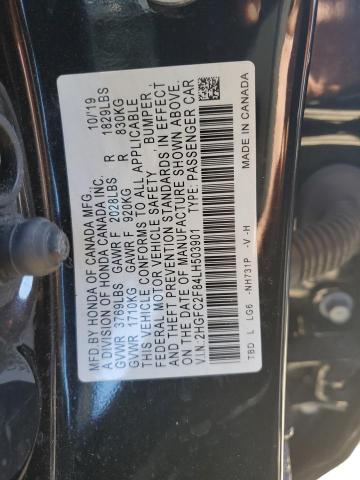 MFD BY HONDA OF CANADA MFG. 10/'19
A DIVISION OF HONDA CANADA INC.
GVWR 3769LBS GAWR F 2028LBS R 1829LBS
GVWR 1710KG GAWR F 920KG R 830KG
THIS VEHICLE CONFORMS TO ALL APPLICABLE
FEDERAL MOTOR VEHICLE SAFETY, BUMPER,
AND THEFT PREVENTION STANDARDS IN EFFECT
ON THE DATE OF MANUFACTURE SHOWN ABOVE.
V.I.N:2HGFC2F84LH503901 TYPE:PASSENGER CAR
TBD L LG6 -NH731P -V-H MADE IN CANADA